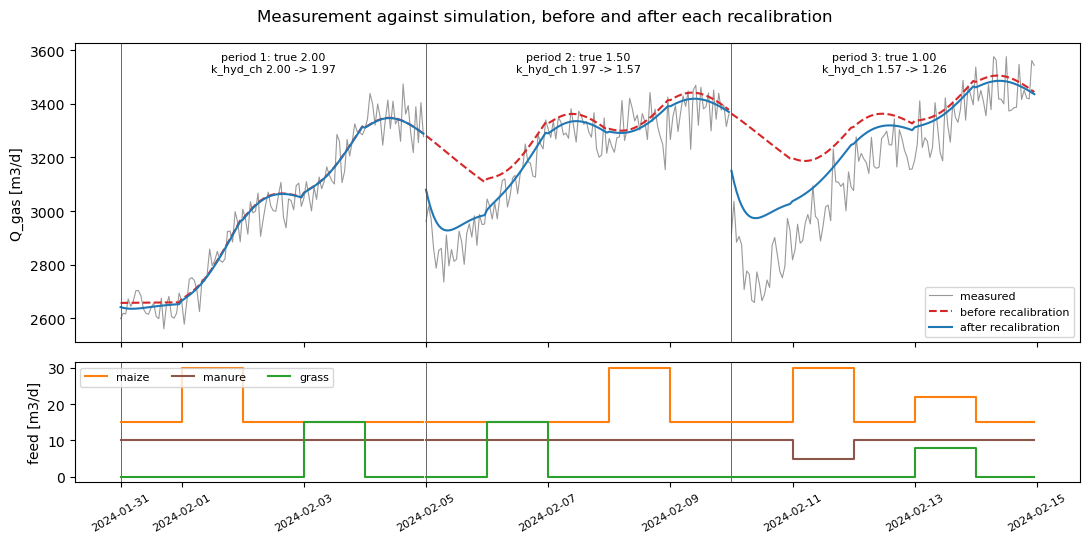 Measurement against simulation, before and after each recalibration
3600
3400
3200
3000
2800
2600
Q_gas [m3/d]
period 1: true 2.00
k_hyd_ch 2.00 -> 1.97
period 2: true 1.50
k_hyd_ch 1.97 -> 1.57
period 3: true 1.00
k_hyd_ch 1.57 -> 1.26
measured
before recalibration
after recalibration
30
20
10
0
feed [m3/d]
maize
manure
grass
2024-01-31
2024-02-01
2024-02-03
2024-02-05
2024-02-07
2024-02-09
2024-02-11
2024-02-13
2024-02-15